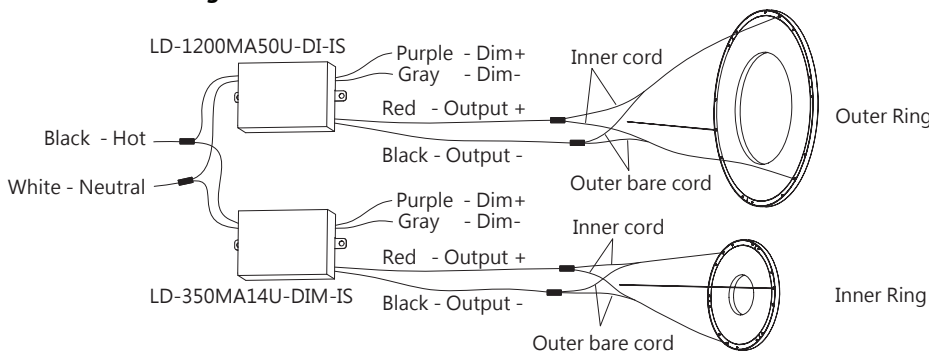 LD-1200MA50U-DI-IS
Purple - Dim+
Gray - Dim-
Inner cord
Red - Output +
Outer Ring
Black - Hot
Black - Output -
Outer bare cord
White - Neutral
Purple - Dim+
Gray - Dim-
Inner cord
Red - Output +
LD-350MA14U-DIM-IS
Black - Output -
Inner Ring
Outer bare cord